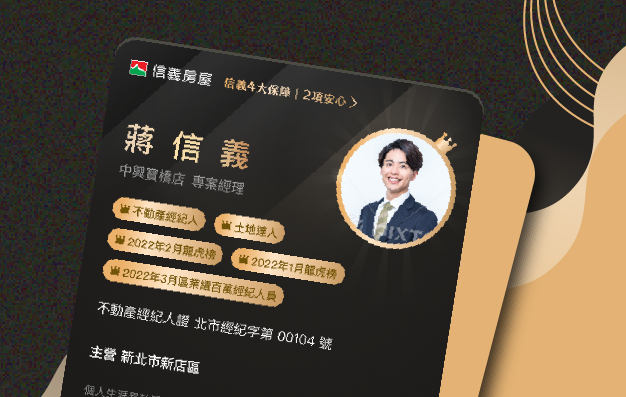 信義房屋 信義4大保障 | 2項安心 >
蔣信義
中興寶橋店 專案經理
不動產經紀人 土地達人
2022年2月龍虎榜 2022年1月龍虎榜
2022年3月區業績百萬經紀人員
不動產經紀人證 北市經紀字第 00104 號
主營 新北市新店區
個人生涯
PIXT